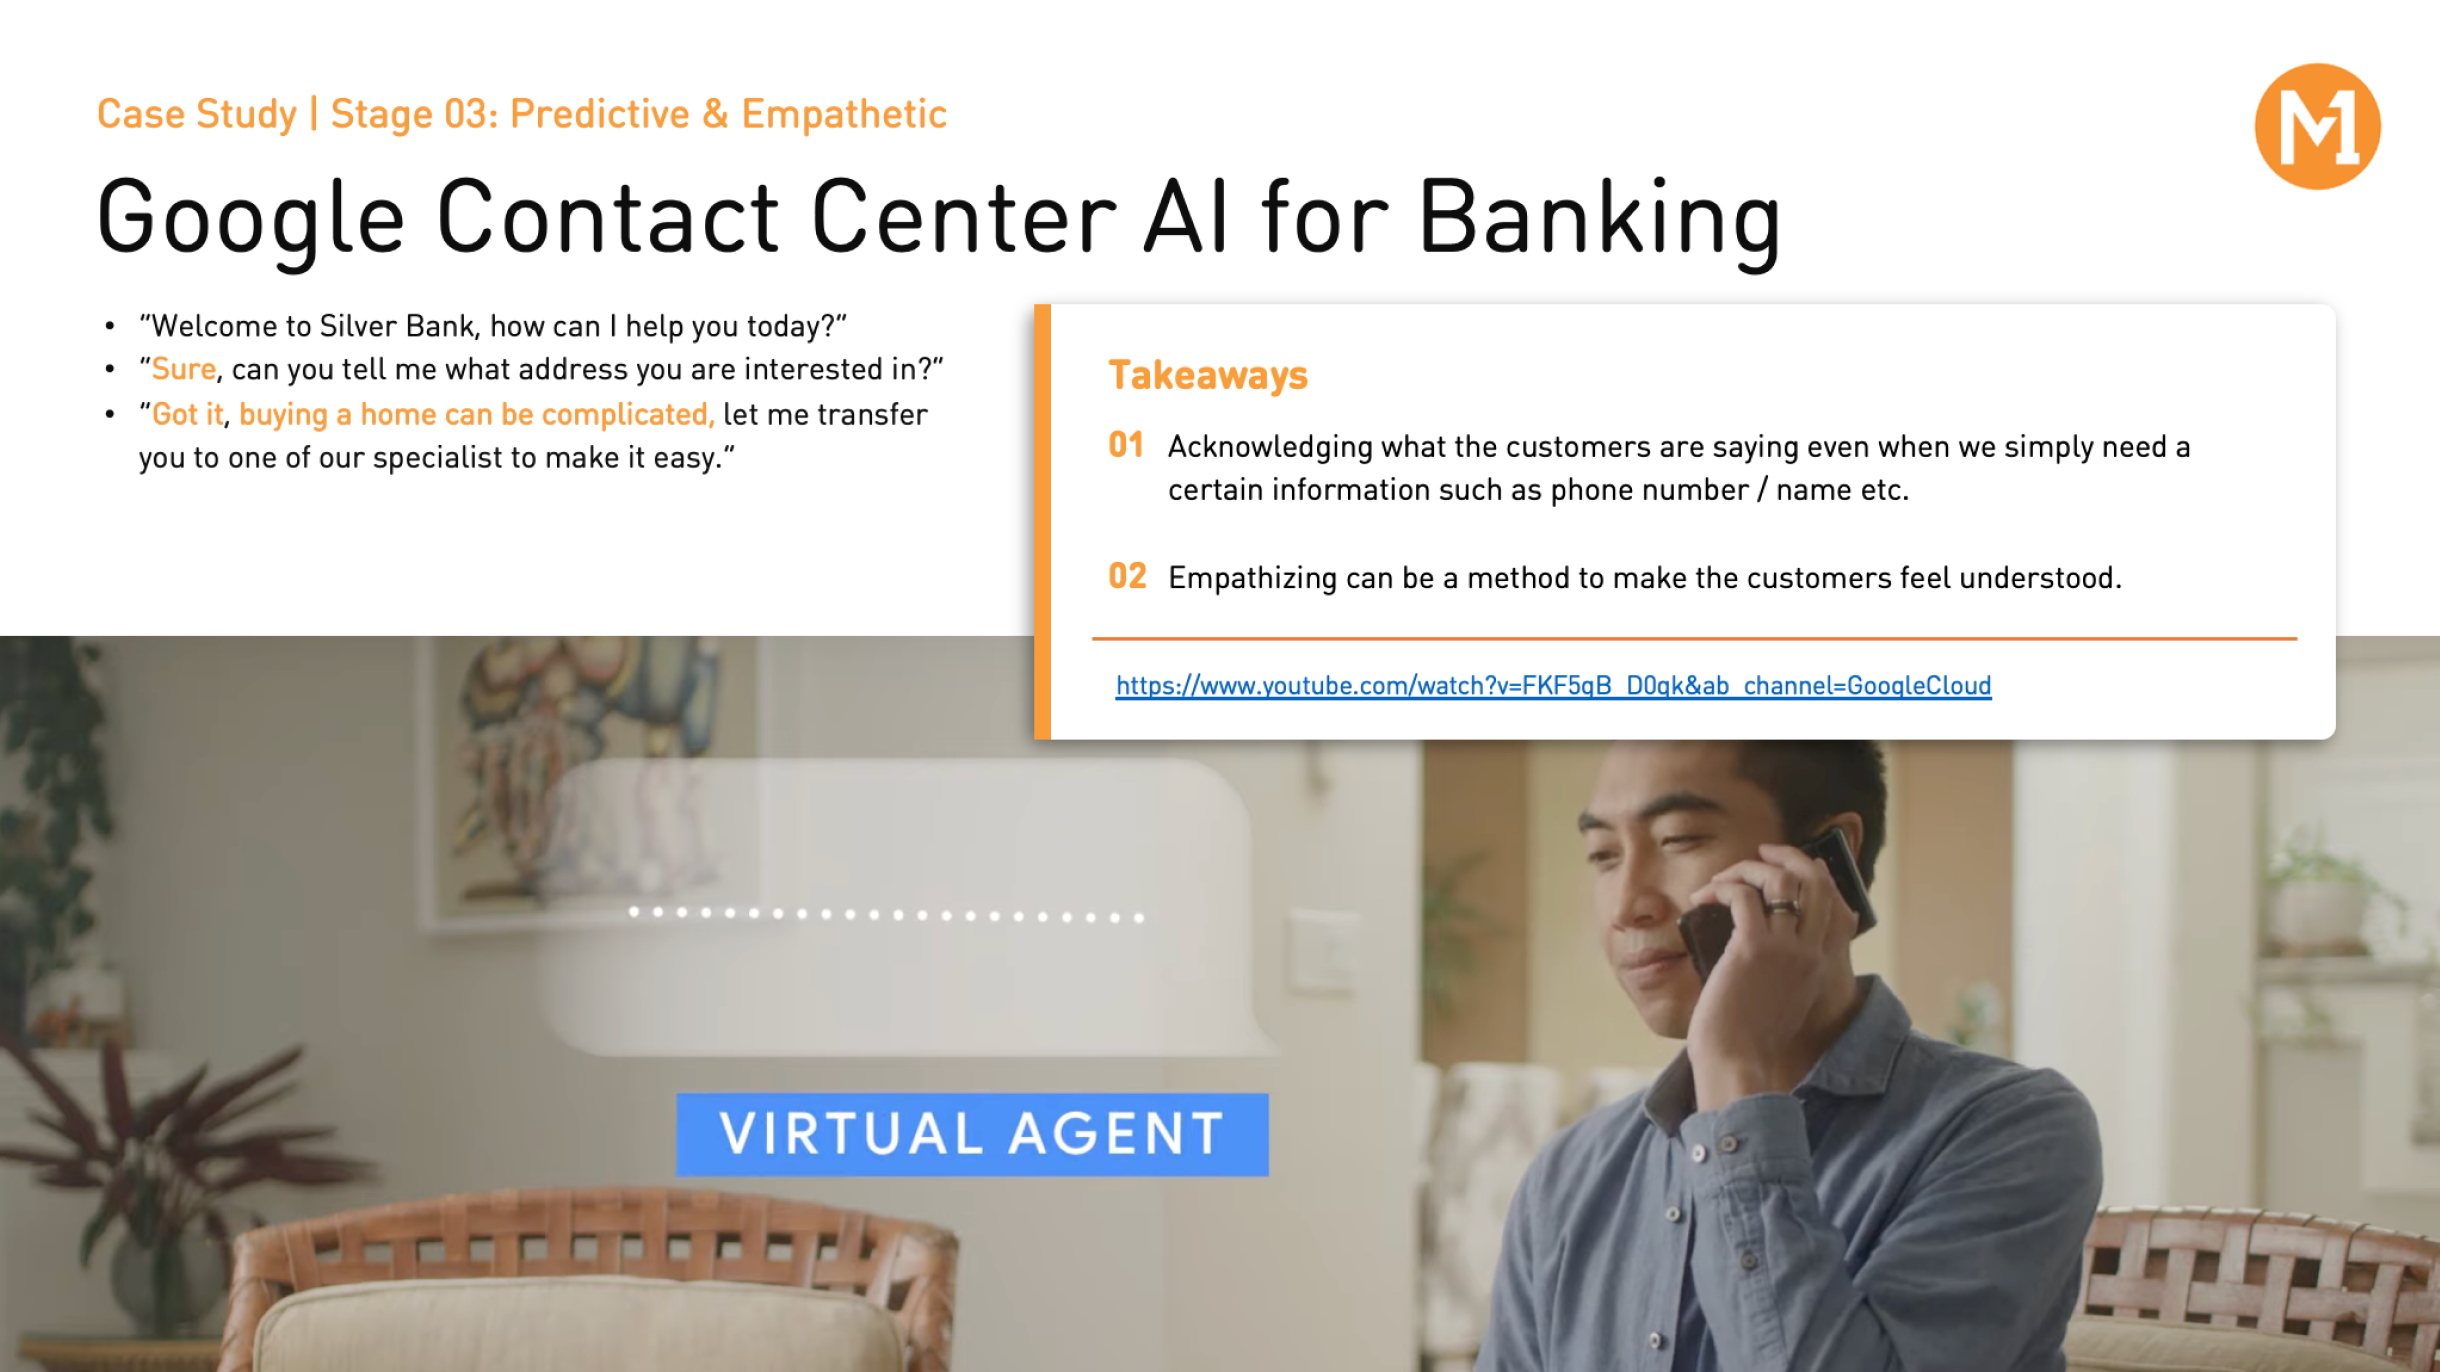 Case Study | Stage 03: Predictive & Empathetic
M1
Google Contact Center AI for Banking
• “Welcome to Silver Bank, how can I help you today?”
• “Sure, can you tell me what address you are interested in?”
• “Got it, buying a home can be complicated, let me transfer
you to one of our specialist to make it easy.”
Takeaways
01 Acknowledging what the customers are saying even when we simply need a
certain information such as phone number / name etc.
02 Empathizing can be a method to make the customers feel understood.
https://www.youtube.com/watch?v=FKF5qB_D0qk&ab_channel=GoogleCloud
VIRTUAL AGENT